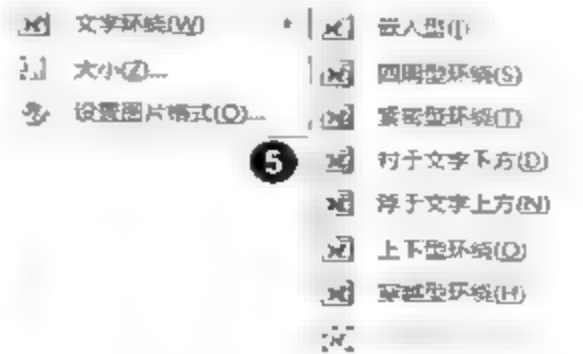 文字环绕(W)
大小(Z)...
设置图片格式(O)...
5
嵌入型(I)
四周型环绕(S)
紧密型环绕(T)
衬于文字下方(D)
浮于文字上方(N)
上下型环绕(O)
穿越型环绕(H)